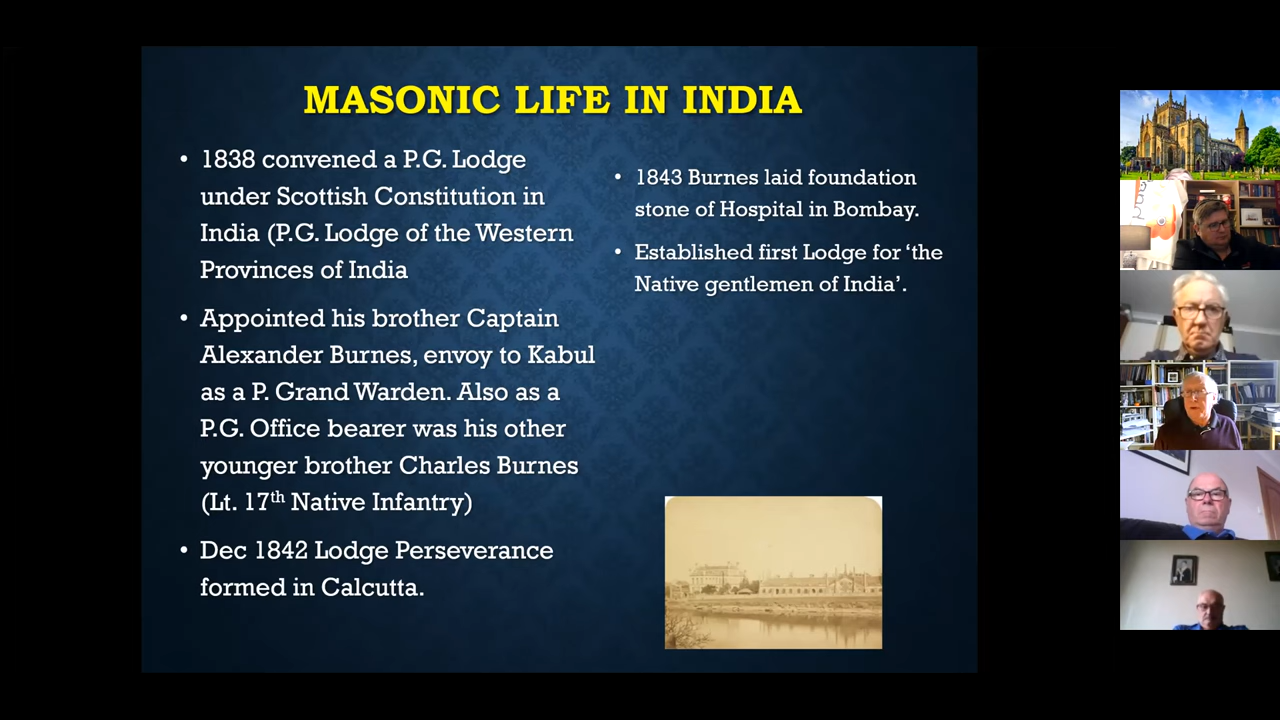 MASONIC LIFE IN INDIA
• 1838 convened a P.G. Lodge
under Scottish Constitution in
India (P.G. Lodge of the Western
Provinces of India
• Appointed his brother Captain
Alexander Burnes, envoy to Kabul
as a P. Grand Warden. Also as a
P.G. Office bearer was his other
younger brother Charles Burnes
(Lt. 17th Native Infantry)
• Dec 1842 Lodge Perseverance
formed in Calcutta.
• 1843 Burnes laid foundation
stone of Hospital in Bombay.
• Established first Lodge for ‘the
Native gentlemen of India’.